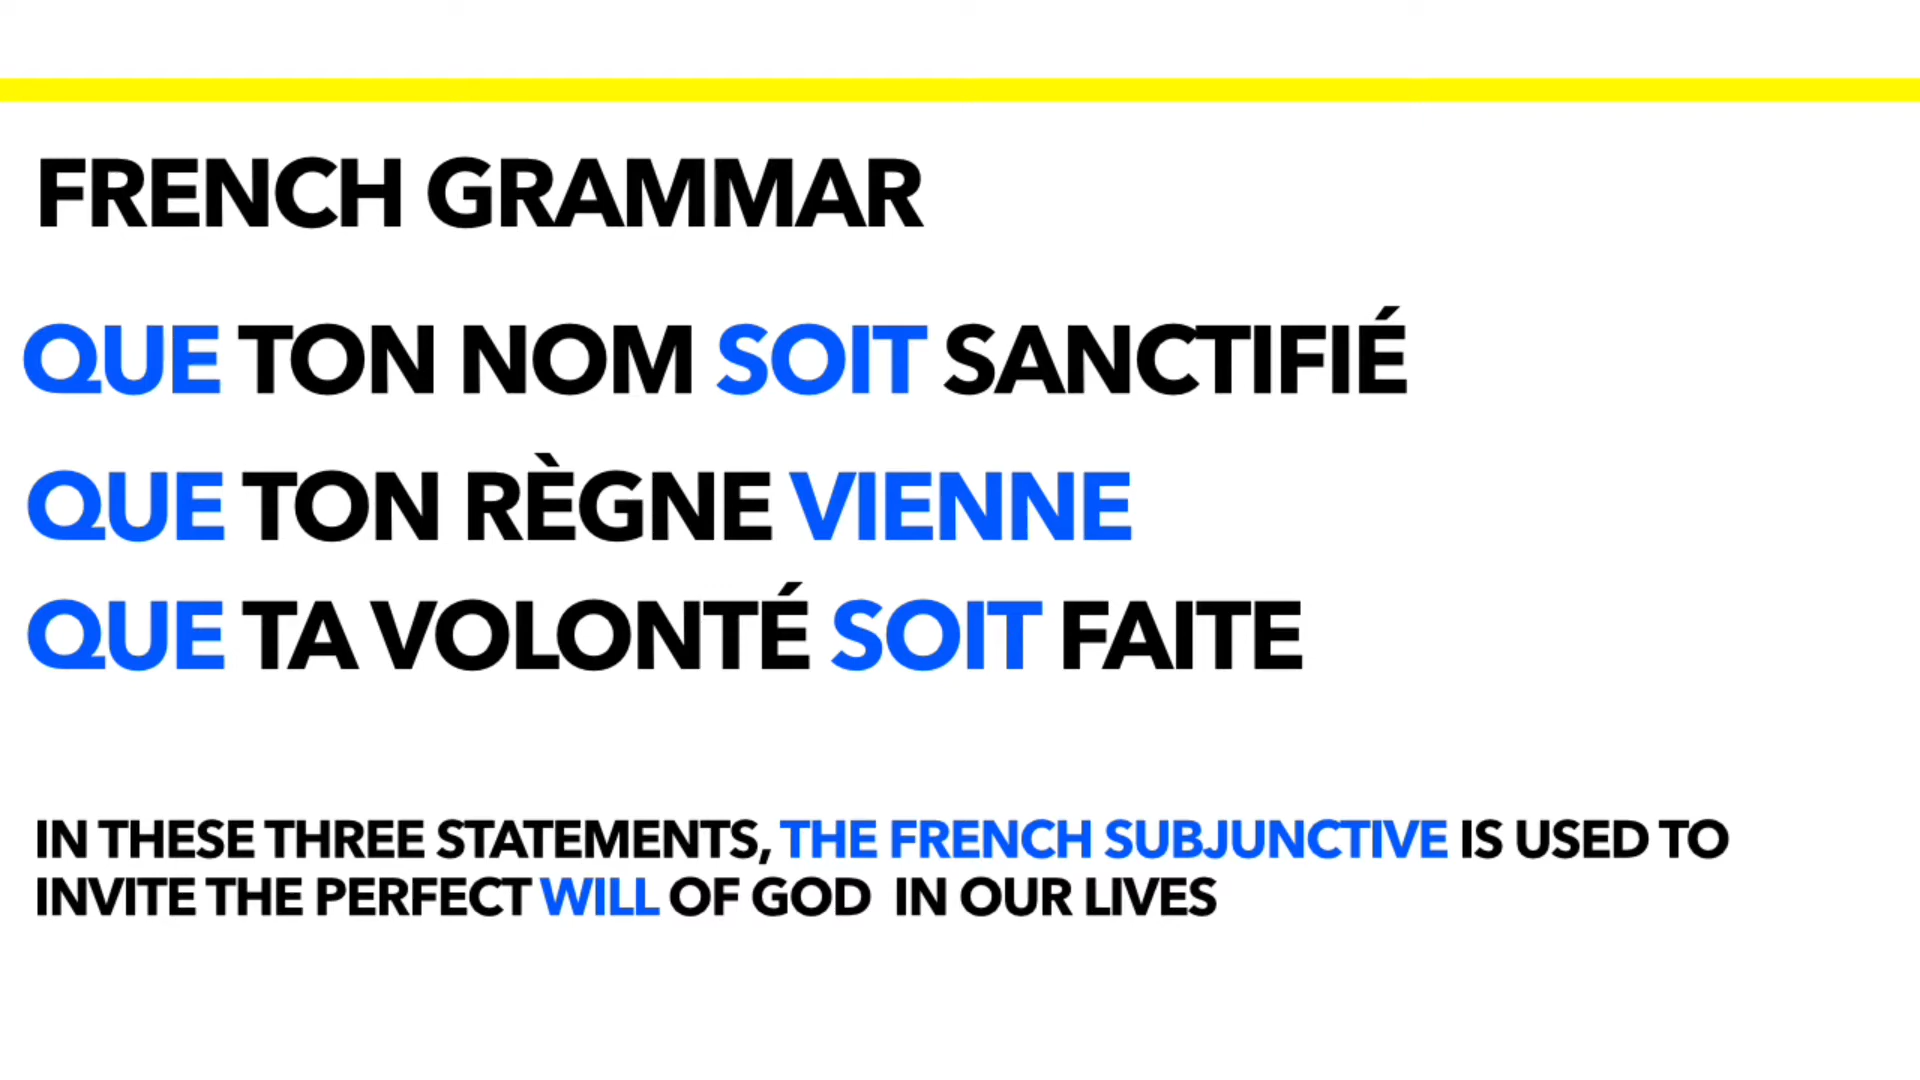 FRENCH GRAMMAR
QUE TON NOM SOIT SANCTIFIÉ
QUE TON RÈGNE VIENNE
QUE TA VOLONTÉ SOIT FAITE
IN THESE THREE STATEMENTS, THE FRENCH SUBJUNCTIVE IS USED TO
INVITE THE PERFECT WILL OF GOD IN OUR LIVES